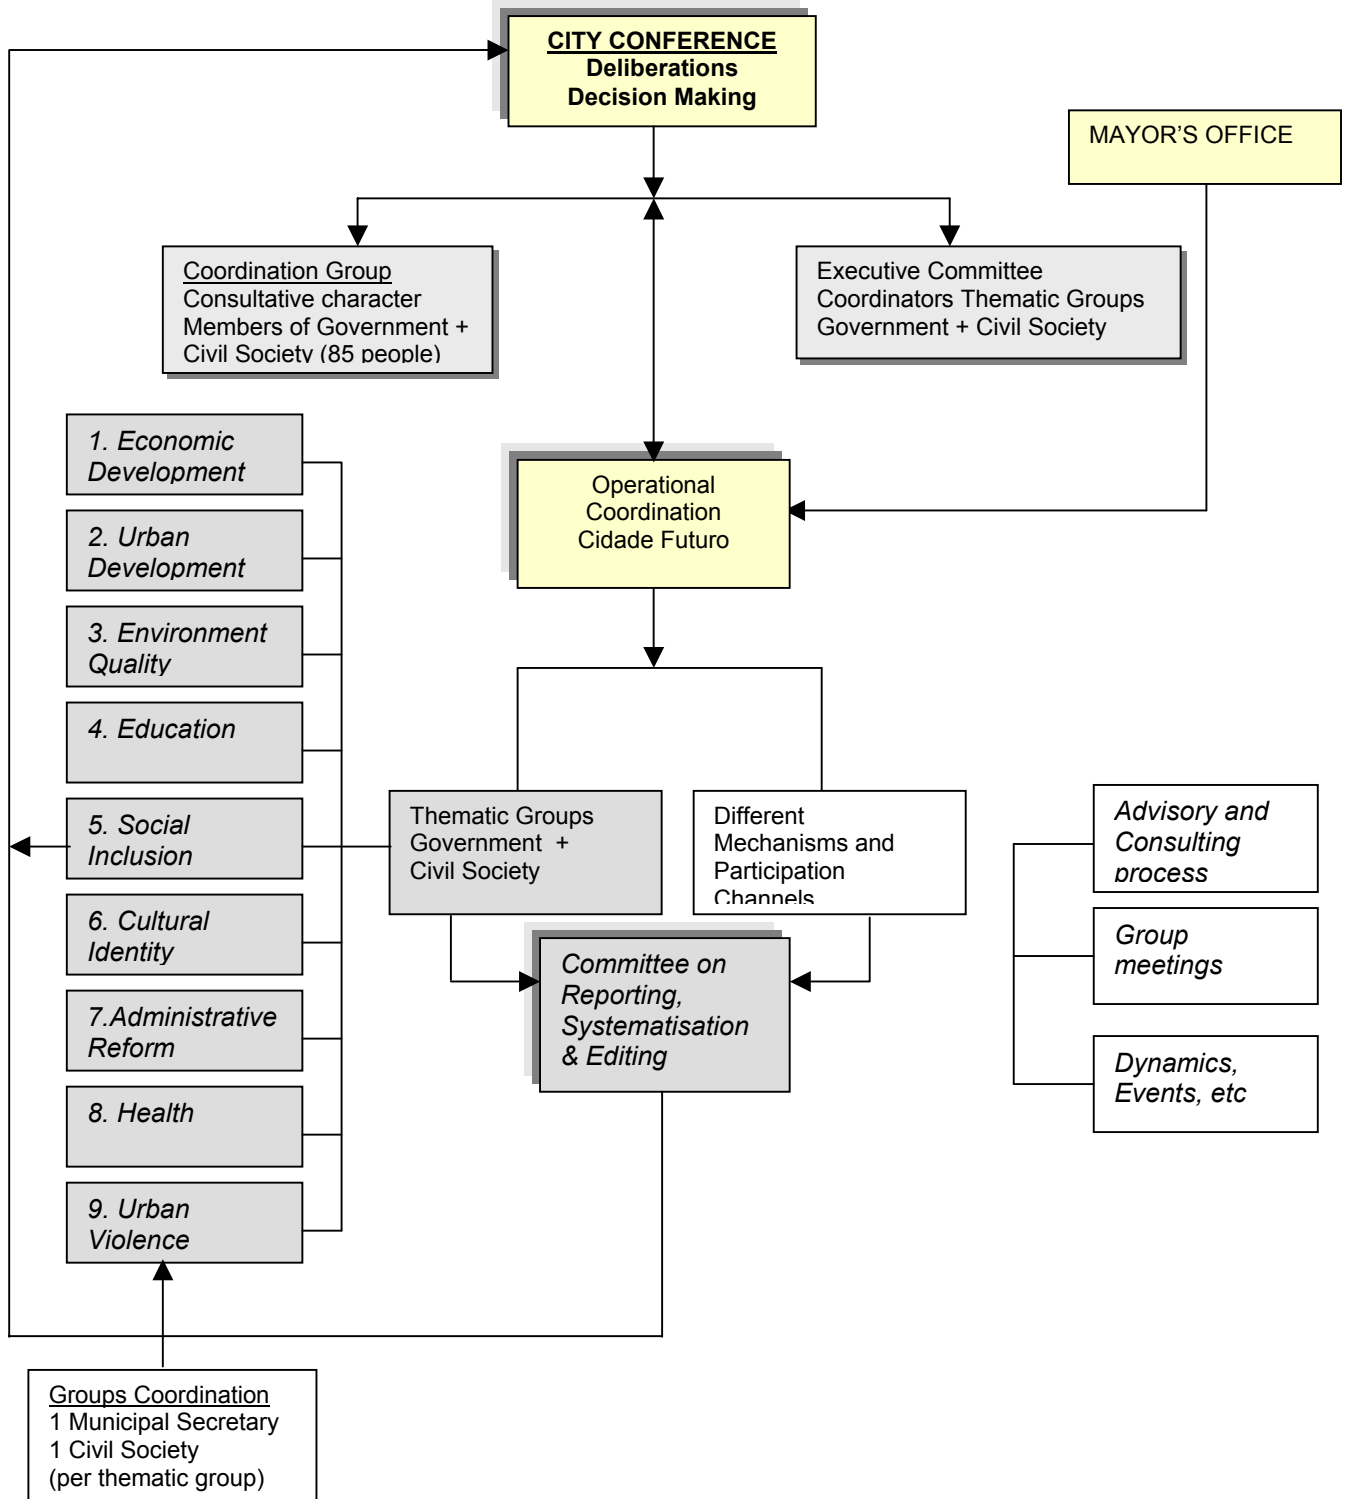 CITY CONFERENCE
Deliberations
Decision Making
MAYOR'S OFFICE
Coordination Group
Consultative character
Members of Government +
Civil Society (85 people)
Executive Committee
Coordinators Thematic Groups
Government + Civil Society
1. Economic
Development
2. Urban
Development
3. Environment
Quality
4. Education
5. Social
Inclusion
6. Cultural
Identity
7.Administrative
Reform
8. Health
9. Urban
Violence
Operational
Coordination
Cidade Futuro
Thematic Groups
Government +
Civil Society
Different
Mechanisms and
Participation
Channels
Committee on
Reporting,
Systematisation
& Editing
Advisory and
Consulting
process
Group
meetings
Dynamics,
Events, etc
Groups Coordination
1 Municipal Secretary
1 Civil Society
(per thematic group)